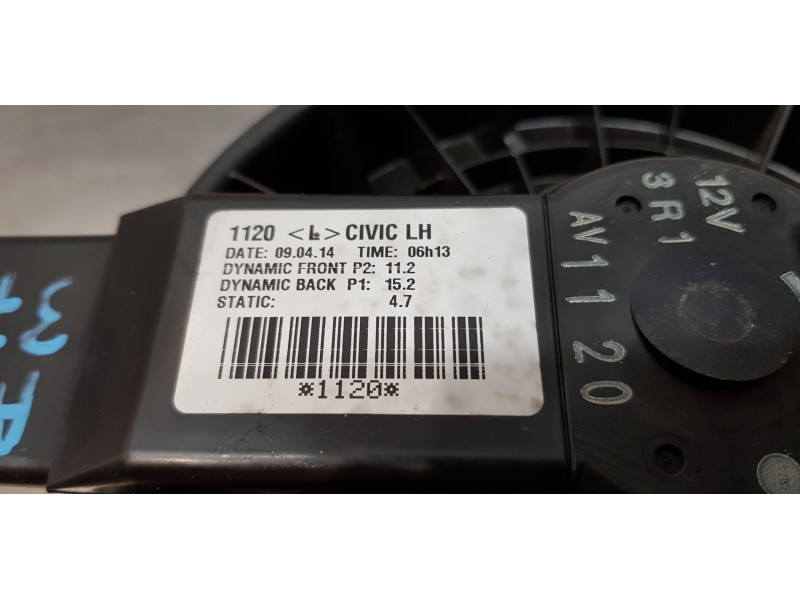 1120 <L> CIVIC LH
DATE: 09.04.14 TIME: 06h13
DYNAMIC FRONT P2: 11.2
DYNAMIC BACK P1: 15.2
STATIC: 4.7
*1120*
12V
3R1
AV1120